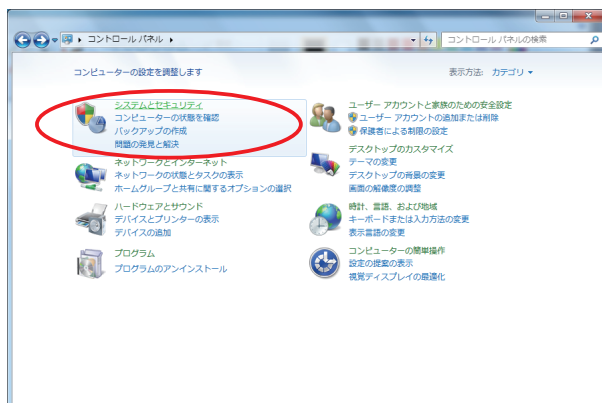 コントロール パネル
コントロール パネルの検索
コンピューターの設定を調整します
表示方法: カテゴリ
システムとセキュリティ
コンピューターの状態を確認
バックアップの作成
問題の発見と解決
ネットワークとインターネット
ネットワークの状態とタスクの表示
ホームグループと共有に関するオプションの選択
ハードウェアとサウンド
デバイスとプリンターの表示
デバイスの追加
プログラム
プログラムのアンインストール
ユーザー アカウントと家族のための安全設定
ユーザー アカウントの追加または削除
保護者による制限の設定
デスクトップのカスタマイズ
テーマの変更
デスクトップの背景の変更
画面の解像度の調整
時計、言語、および地域
キーボードまたは入力方法の変更
表示言語の変更
コンピューターの簡単操作
設定の提案の表示
視覚ディスプレイの最適化